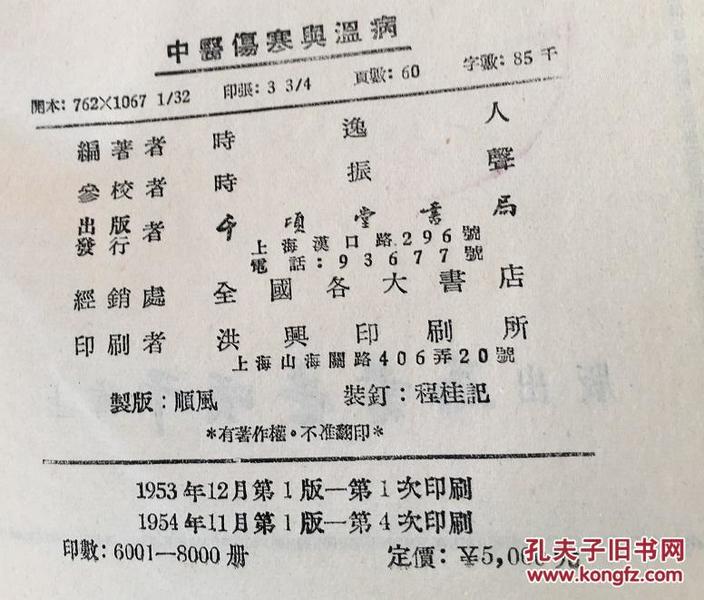 中醫傷寒與溫病
開本：762×1067 1/32 印張：3 3/4 頁數：60 字數：85 千
編著者 時逸人
參校者 時振聲
出版發行者 千頃堂書局
上海漢口路296號
電話：93677號
經銷處 全國各大書店
印刷者 洪興印刷所
上海山海關路406弄20號
製版：順風 裝釘：程桂記
*有著作權・不准翻印*
1953年12月第1版—第1次印刷
1954年11月第1版—第4次印刷
印數：6001—8000 册 定價：¥5,000元
孔夫子旧书网
www.kongfz.com